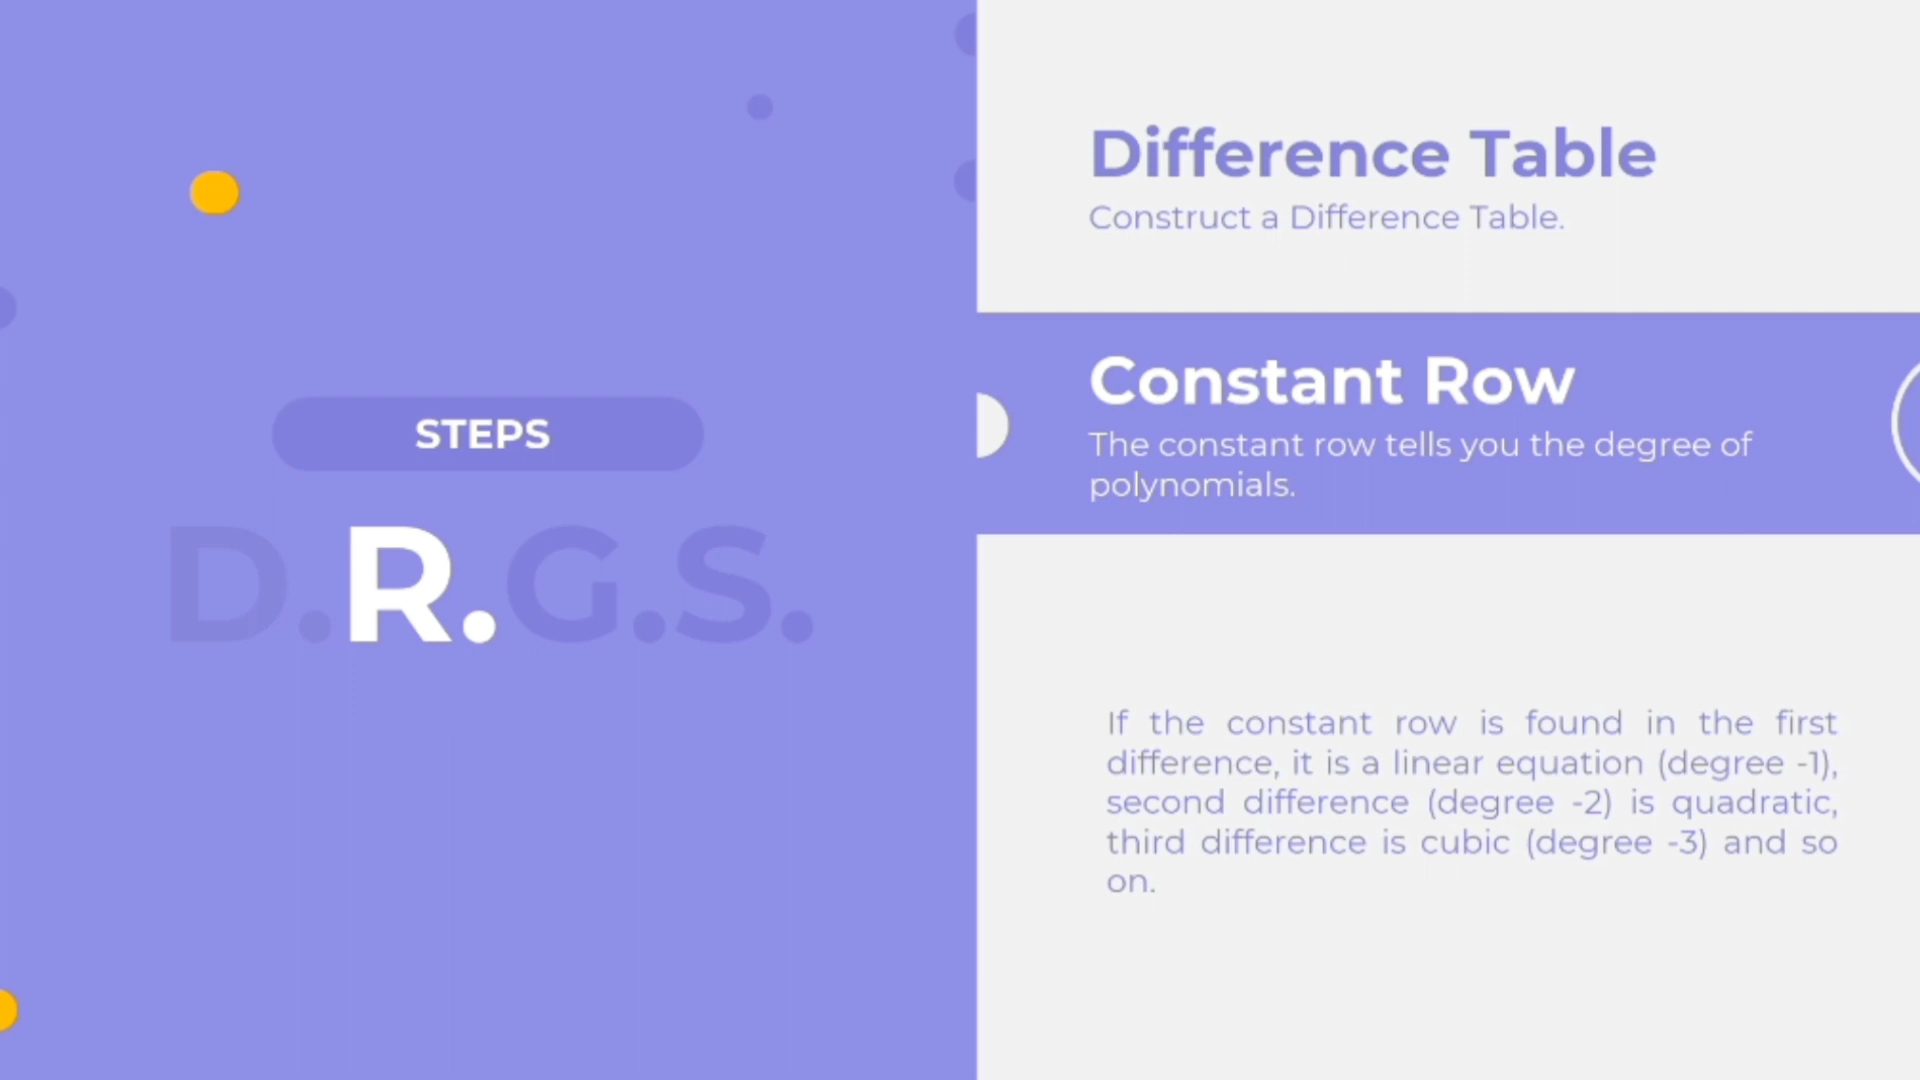 STEPS
D.R.G.S.
Difference Table
Construct a Difference Table.
Constant Row
The constant row tells you the degree of
polynomials.
If the constant row is found in the first
difference, it is a linear equation (degree -1),
second difference (degree -2) is quadratic,
third difference is cubic (degree -3) and so
on.